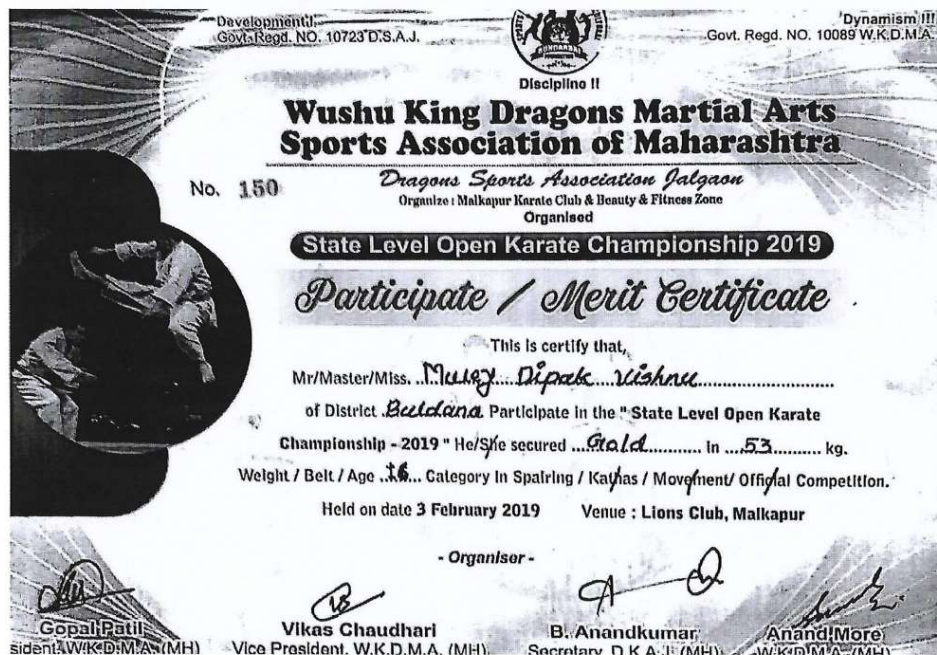 Development!,
Govt. Regd. NO. 10723 D.S.A.J.
Dynamism !!!
Govt. Regd. NO. 10089 W.K.D.M.A.
Discipline !!
Wushu King Dragons Martial Arts
Sports Association of Maharashtra
No. 150
Dragons Sports Association Jalgaon
Organize : Malkapur Karate Club & Beauty & Fitness Zone
Organised
State Level Open Karate Championship 2019
Participate / Merit Certificate
This is certify that,
Mr/Master/Miss. Dipak Vishnu
of District Buldana Participate in the " State Level Open Karate
Championship - 2019 " He/She secured Gold in 53 kg.
Weight / Belt / Age 16 Category in Spairing / Kathas / Movement/ Official Competition.
Held on date 3 February 2019 Venue : Lions Club, Malkapur
- Organiser -
Gopal Patil
sident. W.K.D.M.A. (MH)
Vikas Chaudhari
Vice President. W.K.D.M.A. (MH).
B. Anandkumar
Secretary. D.K.A.J. (MH)
Anand More
W.K.D.M.A. (MH)